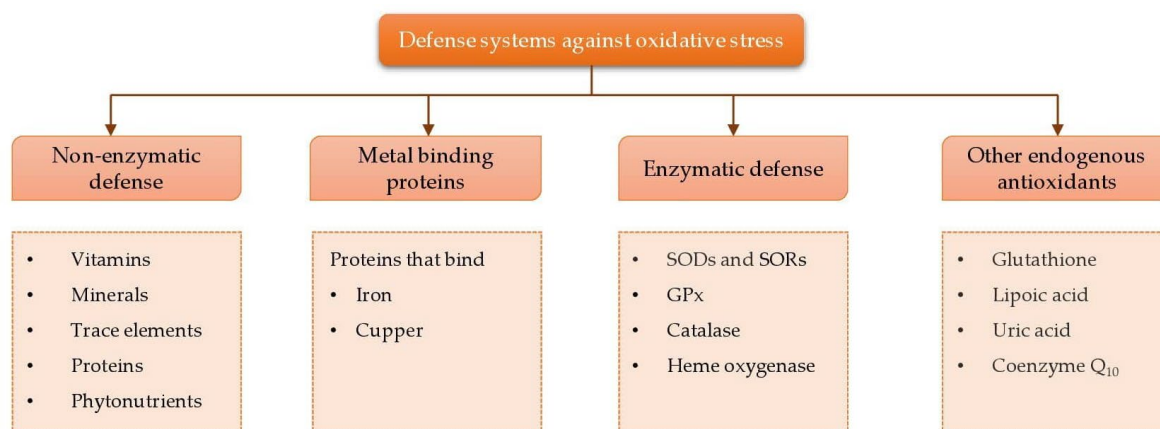 Defense systems against oxidative stress
Non-enzymatic
defense
• Vitamins
• Minerals
• Trace elements
• Proteins
• Phytonutrients
Metal binding
proteins
Proteins that bind
• Iron
• Cupper
Enzymatic defense
• SODs and SORs
• GPx
• Catalase
• Heme oxygenase
Other endogenous
antioxidants
• Glutathione
• Lipoic acid
• Uric acid
• Coenzyme Q₁₀